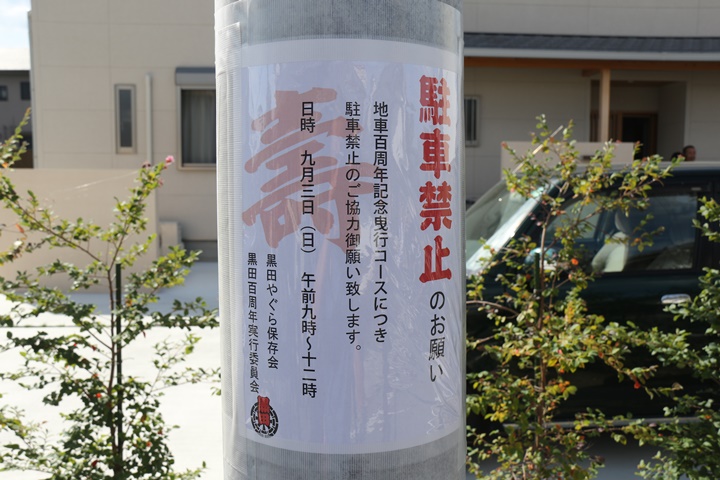 駐車禁止のお願い
地車百周年記念曳行コースにつき
駐車禁止のご協力御願い致します。
日時 九月三日（日） 午前九時～十二時
黒田やぐら保存会
黒田百周年実行委員会